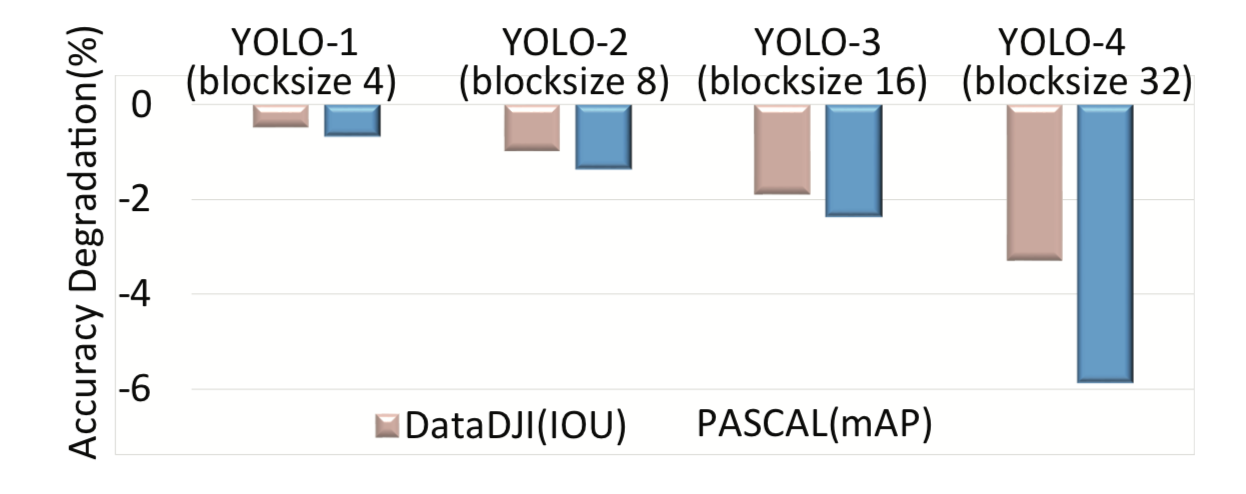 Accuracy Degradation(%)
YOLO-1
(blocksize 4)
YOLO-2
(blocksize 8)
YOLO-3
(blocksize 16)
YOLO-4
(blocksize 32)
0
-2
-4
-6
DataDJI(IOU)
PASCAL(mAP)